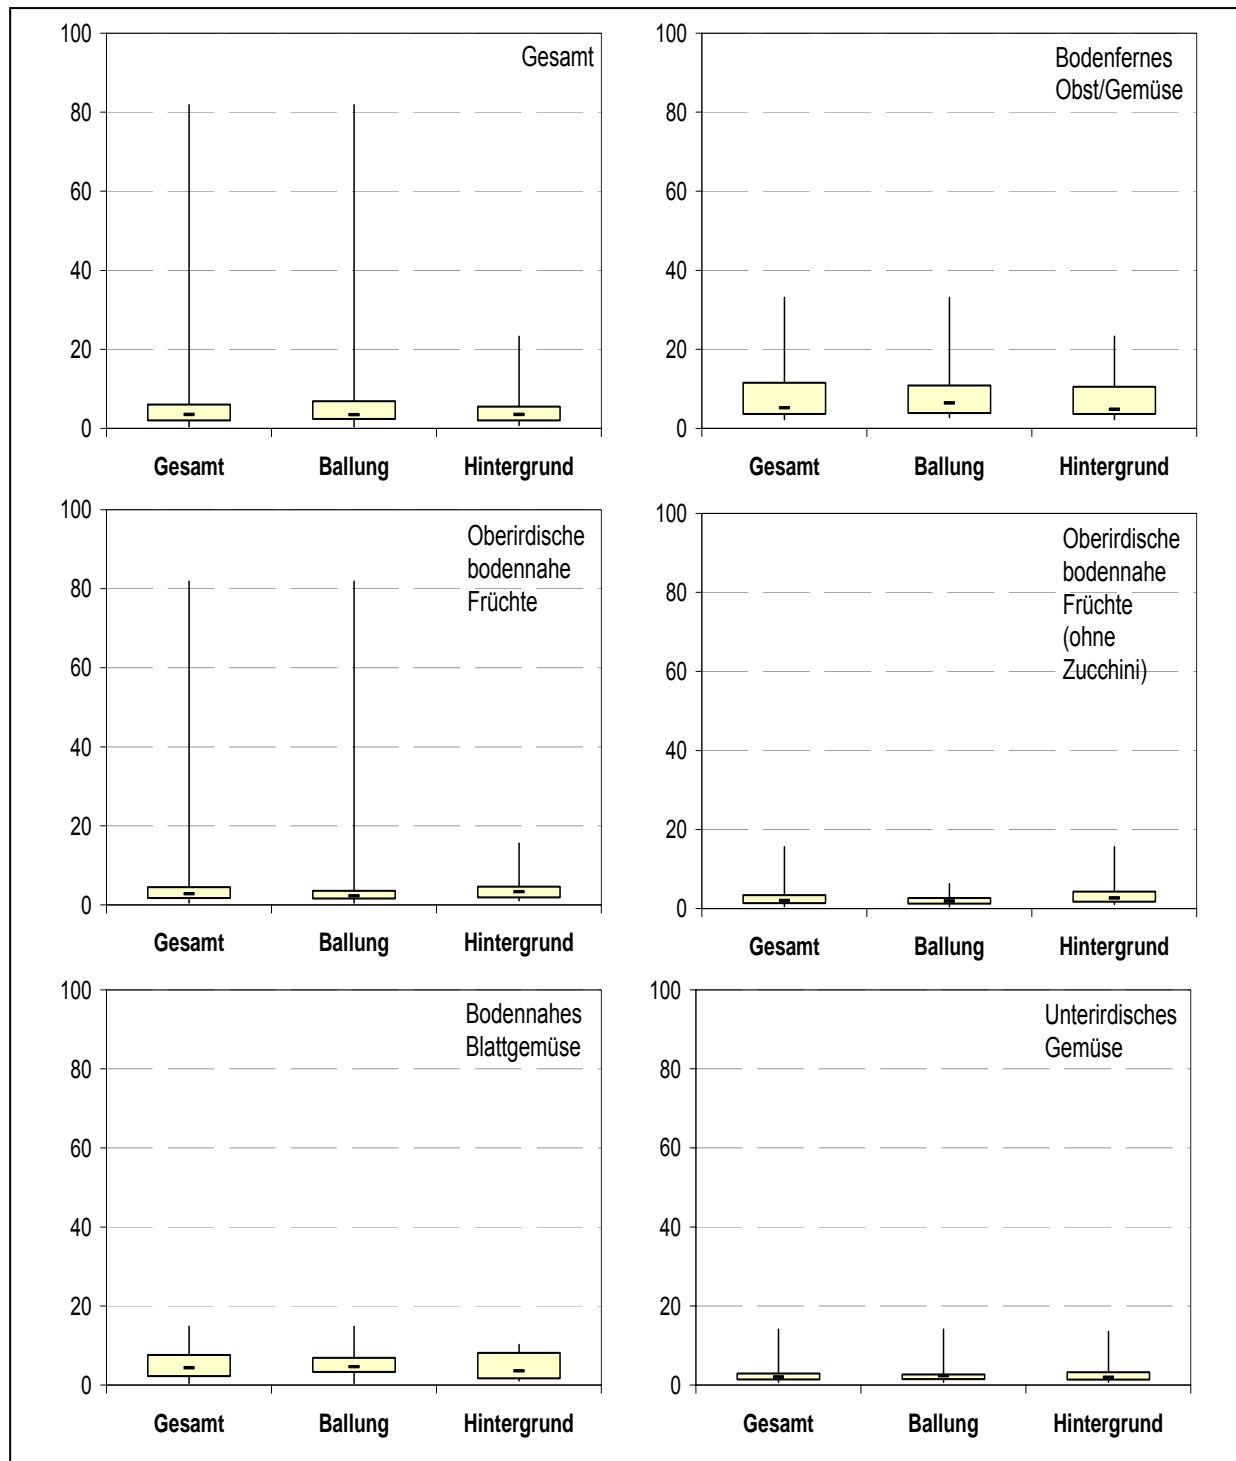 Gesamt
100
80
60
40
20
0
Gesamt Ballung Hintergrund
Bodenfernes
Obst/Gemüse
100
80
60
40
20
0
Gesamt Ballung Hintergrund
Oberirdische
bodennahe
Früchte
100
80
60
40
20
0
Gesamt Ballung Hintergrund
Oberirdische
bodennahe
Früchte
(ohne
Zucchini)
100
80
60
40
20
0
Gesamt Ballung Hintergrund
Bodennahes
Blattgemüse
100
80
60
40
20
0
Gesamt Ballung Hintergrund
Unterirdisches
Gemüse
100
80
60
40
20
0
Gesamt Ballung Hintergrund